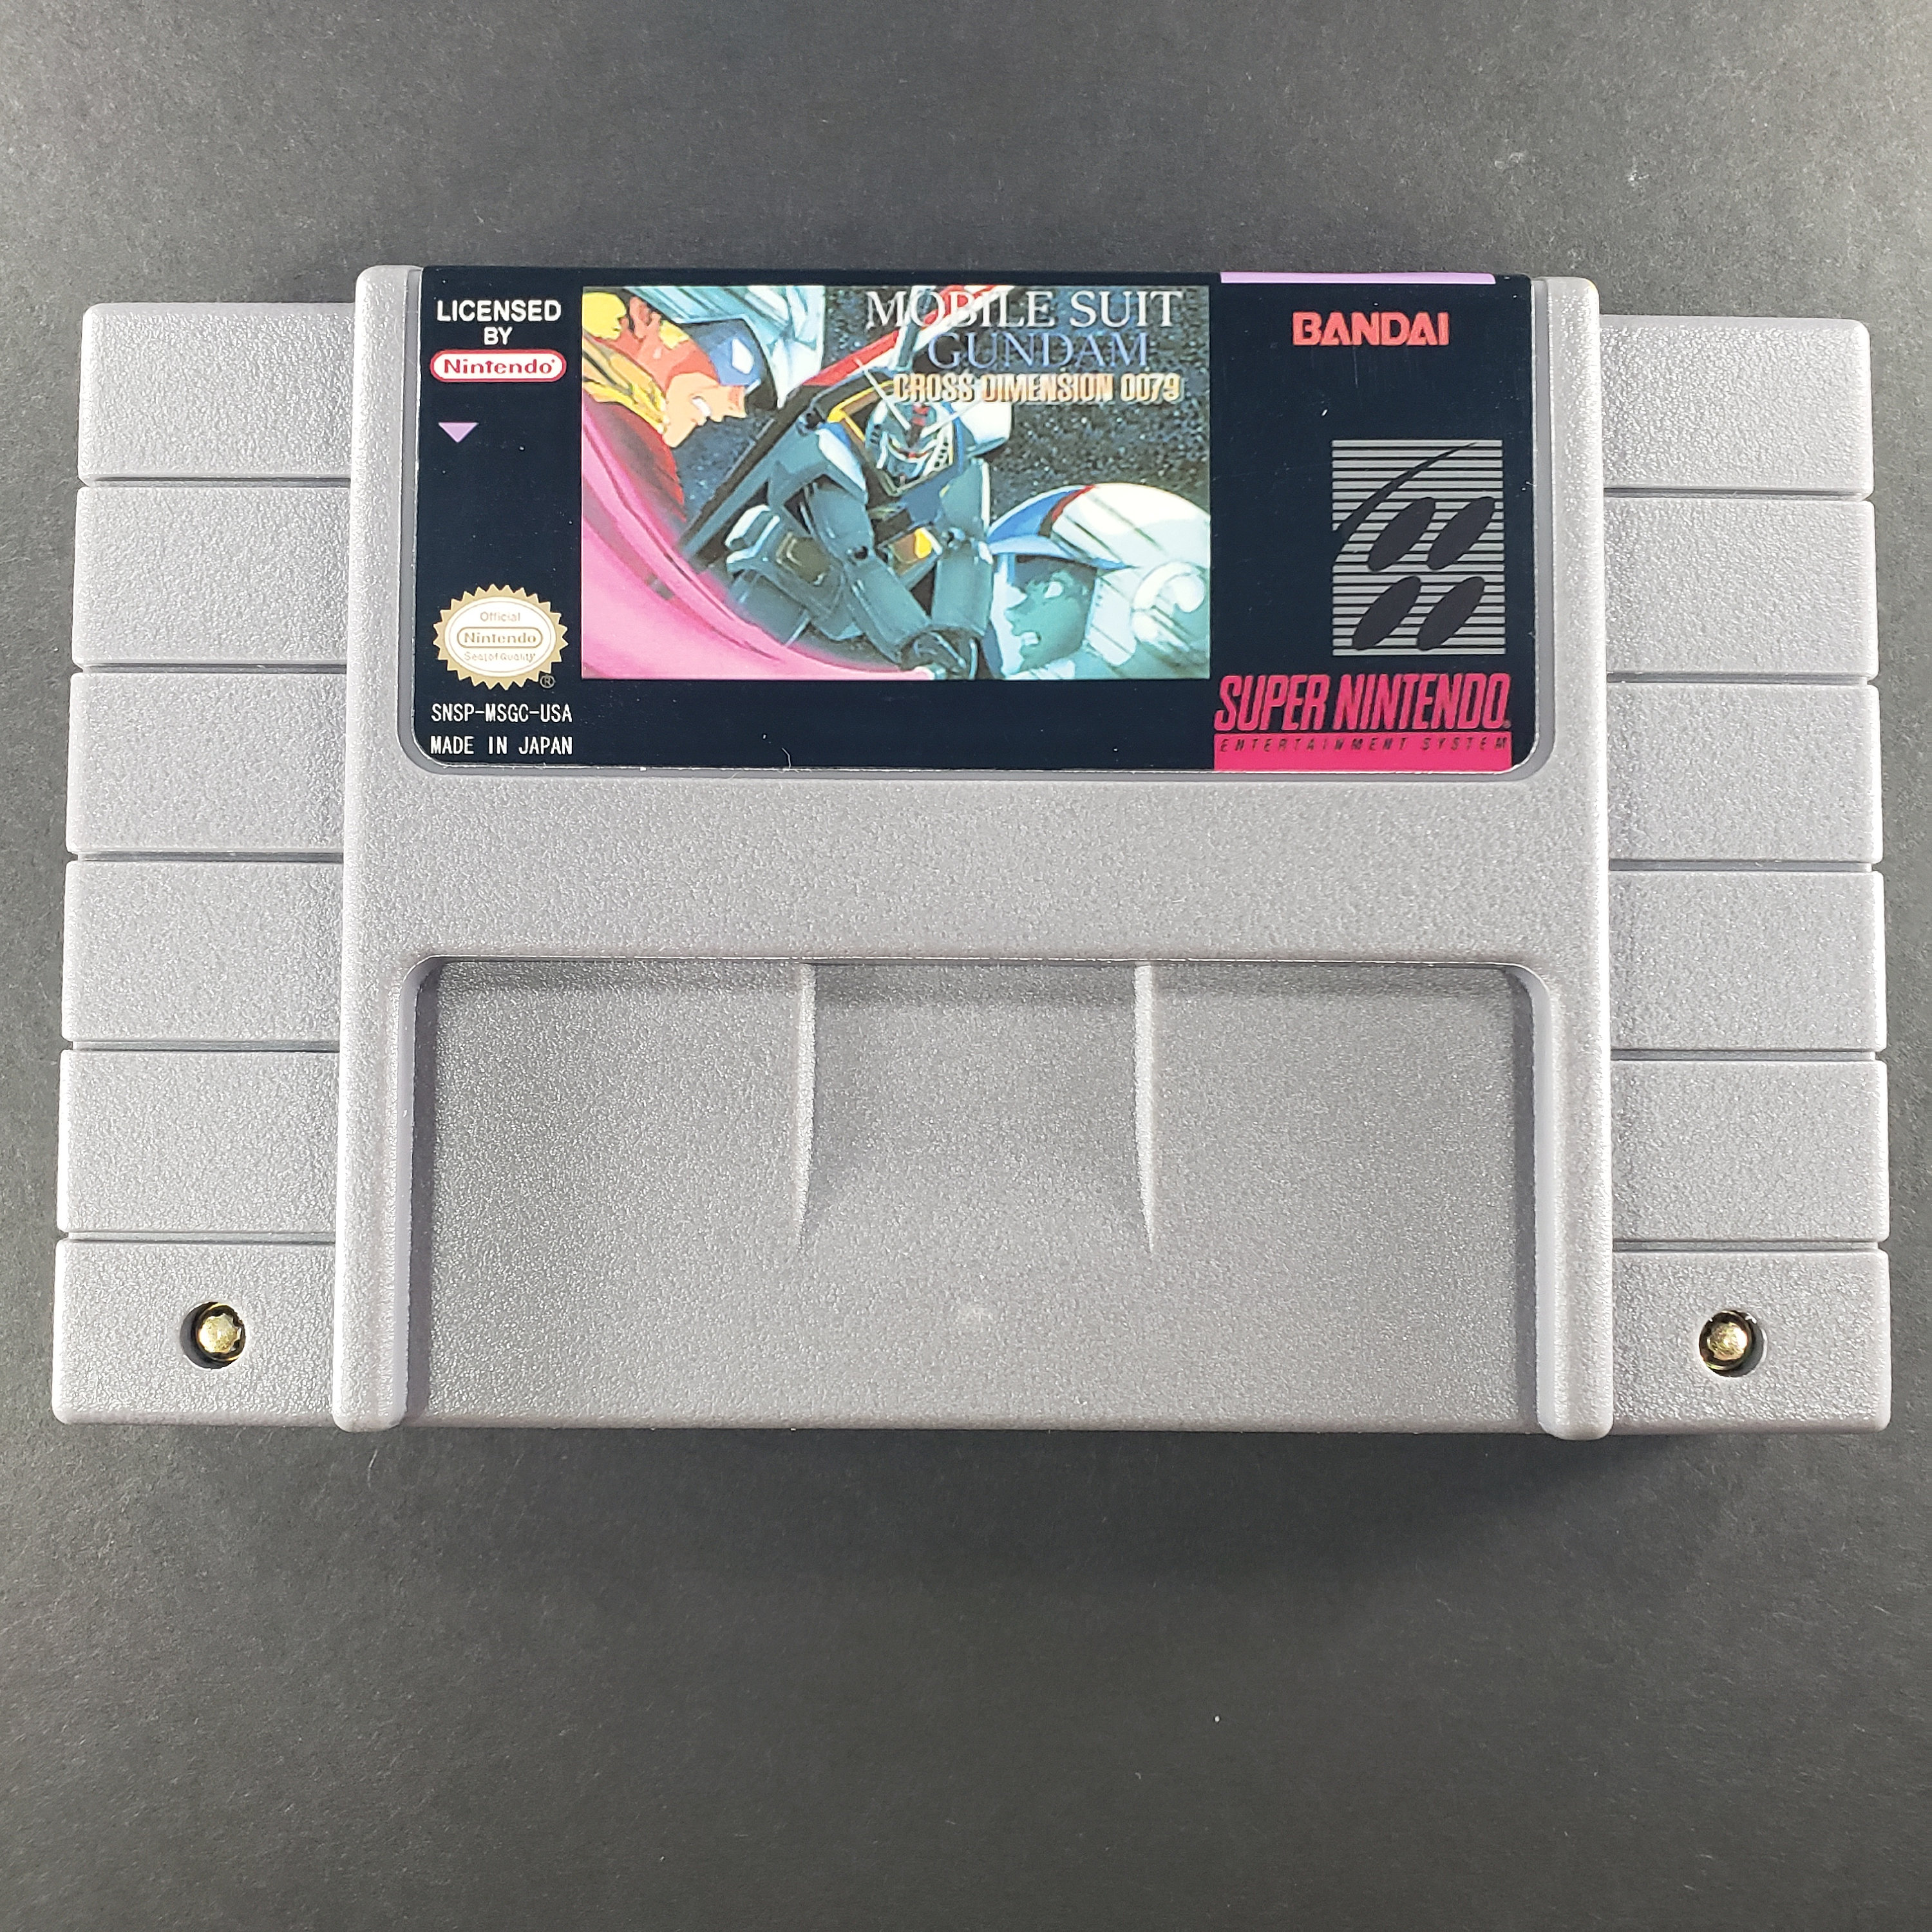 LICENSED
BY
Nintendo®
MOBILE SUIT
GUNDAM
CROSS DIMENSION 0079
BANDAI
Official
Nintendo
Seal of Quality
®
SNSP-MSGC-USA
MADE IN JAPAN
SUPER NINTENDO®
ENTERTAINMENT SYSTEM